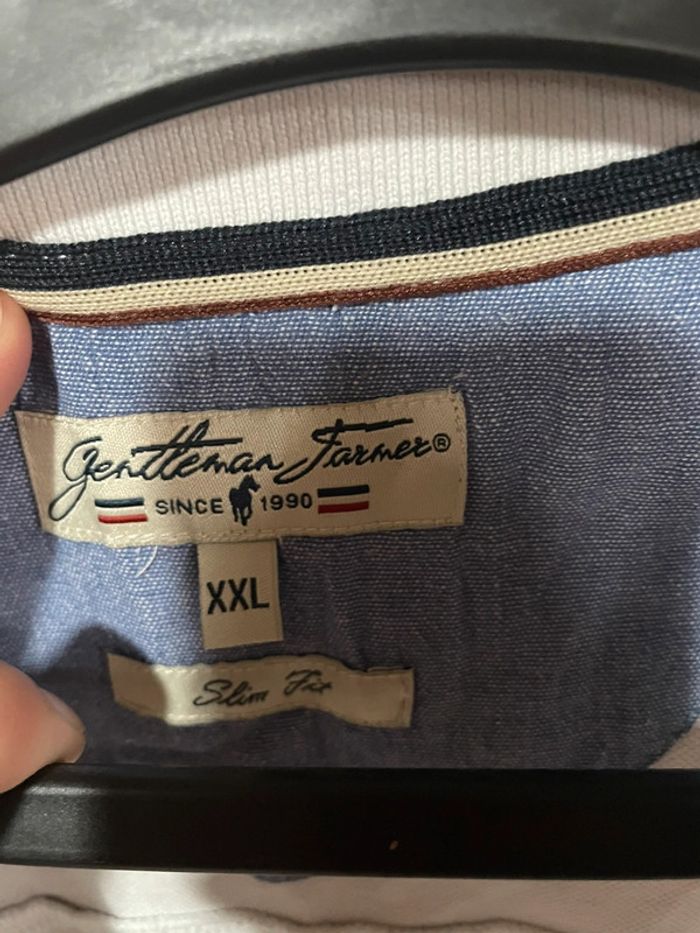 Gentleman Farmer®
SINCE 1990
XXL
Slim Fit